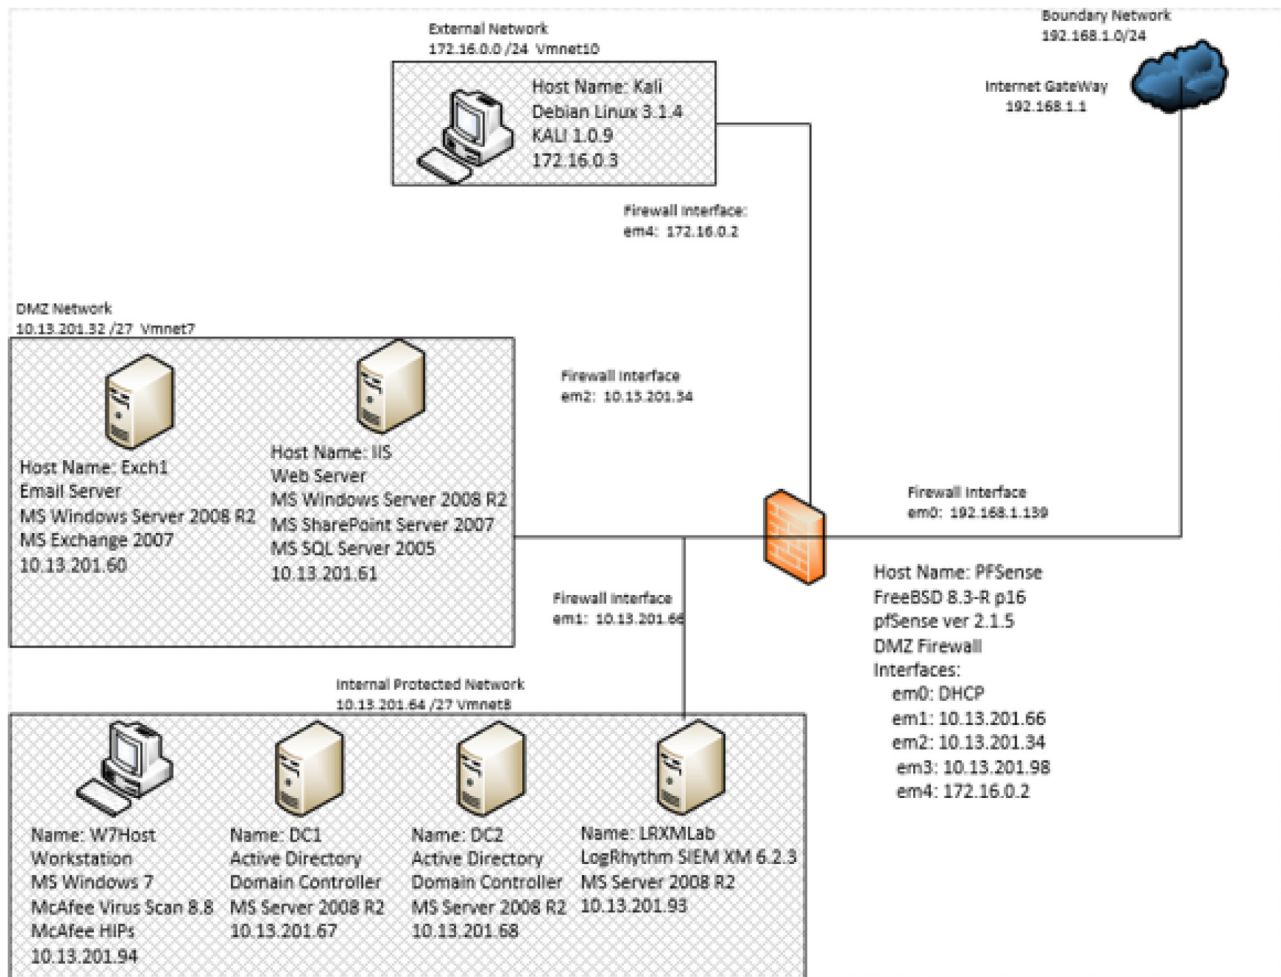 External Network
172.16.0.0 /24 Vmnet10
Host Name: Kali
Debian Linux 3.1.4
KALI 1.0.9
172.16.0.3
Boundary Network
192.168.1.0/24
Internet GateWay
192.168.1.1
Firewall Interface:
em4: 172.16.0.2
DMZ Network
10.13.201.32 /27 Vmnet7
Host Name: Exch1
Email Server
MS Windows Server 2008 R2
MS Exchange 2007
10.13.201.60
Host Name: IIS
Web Server
MS Windows Server 2008 R2
MS SharePoint Server 2007
MS SQL Server 2005
10.13.201.61
Firewall Interface
em2: 10.13.201.34
Firewall Interface
em0: 192.168.1.139
Firewall Interface
em1: 10.13.201.66
Host Name: PFSense
FreeBSD 8.3-R p16
pfSense ver 2.1.5
DMZ Firewall
Interfaces:
em0: DHCP
em1: 10.13.201.66
em2: 10.13.201.34
em3: 10.13.201.98
em4: 172.16.0.2
Internal Protected Network
10.13.201.64 /27 Vmnet8
Name: W7Host
Workstation
MS Windows 7
McAfee Virus Scan 8.8
McAfee HIPs
10.13.201.94
Name: DC1
Active Directory
Domain Controller
MS Server 2008 R2
10.13.201.67
Name: DC2
Active Directory
Domain Controller
MS Server 2008 R2
10.13.201.68
Name: LRXMLab
LogRhythm SIEM XM 6.2.3
MS Server 2008 R2
10.13.201.93